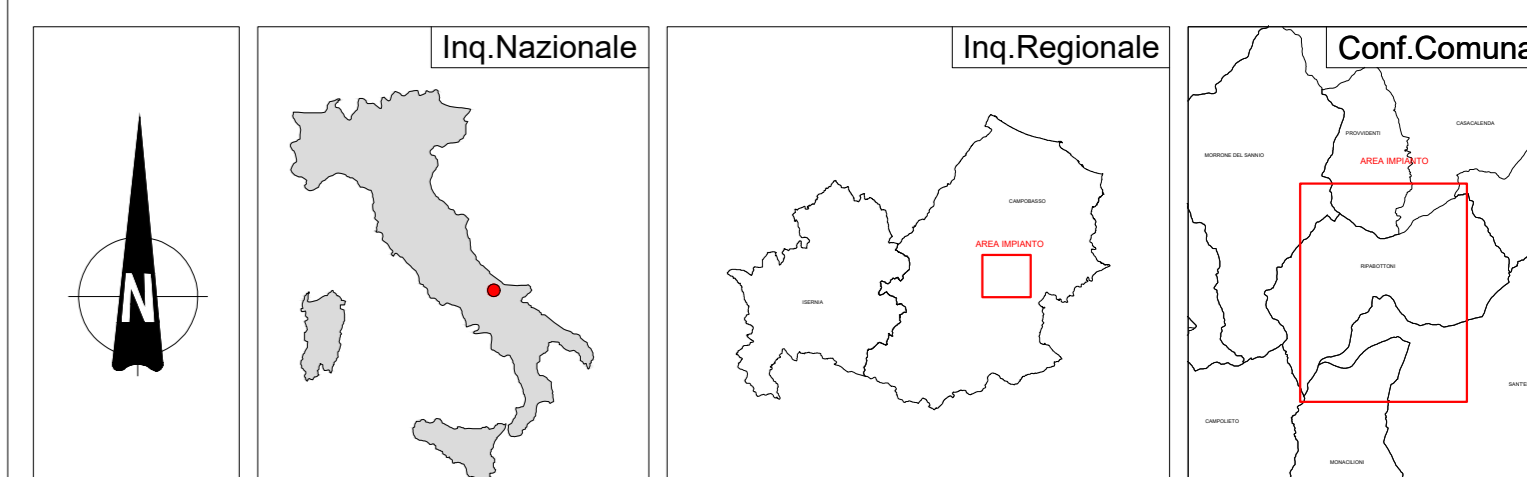 N
Inq.Nazionale
Inq.Regionale
CAMPOBASSO
AREA IMPIANTO
ISERNIA
Conf.Comuna
PROVVIDENTI
CASACALENDA
MORRONE DEL SANNIO
AREA IMPIANTO
RIPABOTTONI
SANT'E
CAMPOLIETO
MONACILIONI